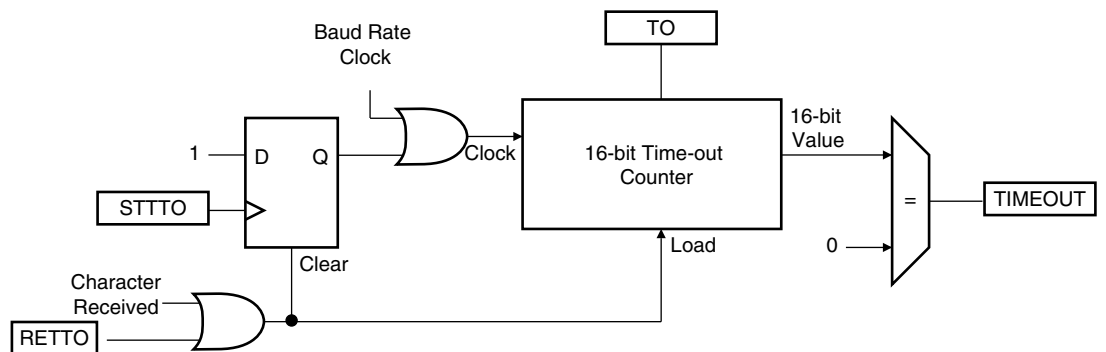 TO
Baud Rate
Clock
16-bit
Value
1
D
Q
Clock
16-bit Time-out
Counter
STTTO
=
TIMEOUT
Clear
Load
0
Character
Received
RETTO